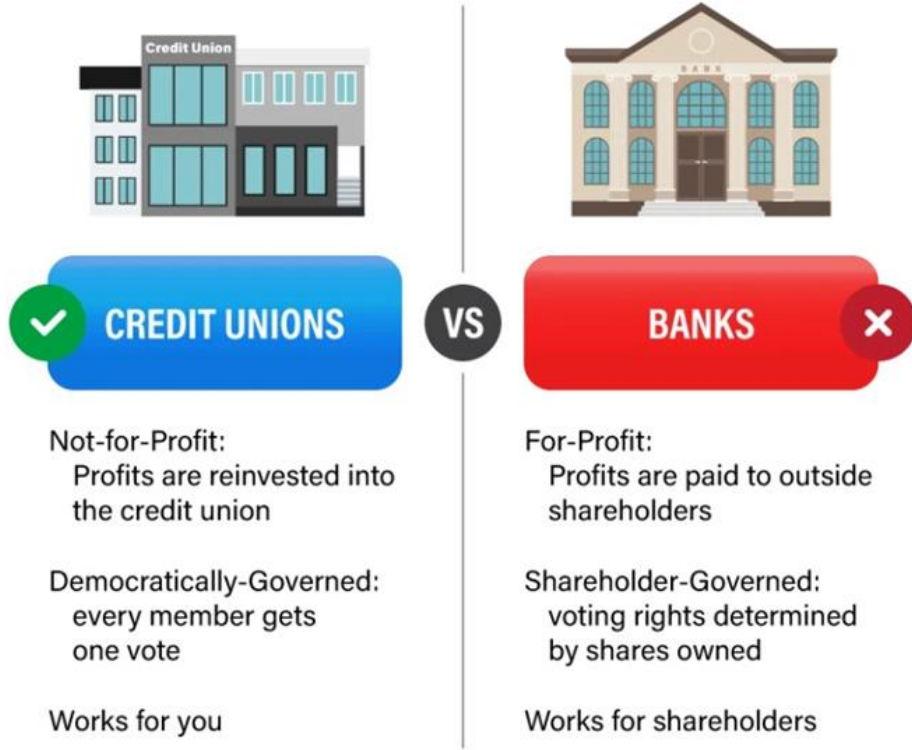 Credit Union
BANK
CREDIT UNIONS
VS
BANKS
Not-for-Profit:
Profits are reinvested into
the credit union
Democratically-Governed:
every member gets
one vote
Works for you
For-Profit:
Profits are paid to outside
shareholders
Shareholder-Governed:
voting rights determined
by shares owned
Works for shareholders